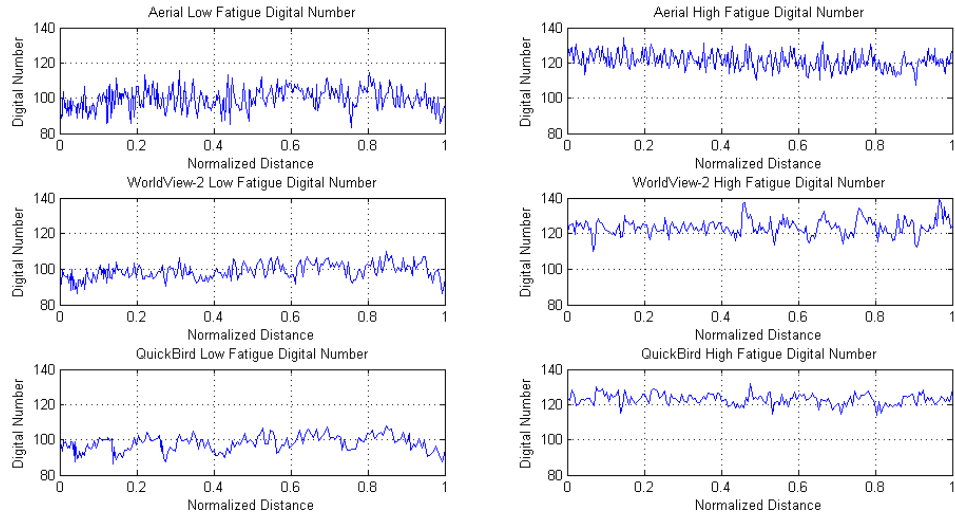 Aerial Low Fatigue Digital Number
140
120
100
80
Digital Number
0 0.2 0.4 0.6 0.8 1
Normalized Distance
Aerial High Fatigue Digital Number
140
120
100
80
Digital Number
0 0.2 0.4 0.6 0.8 1
Normalized Distance
WorldView-2 Low Fatigue Digital Number
140
120
100
80
Digital Number
0 0.2 0.4 0.6 0.8 1
Normalized Distance
WorldView-2 High Fatigue Digital Number
140
120
100
80
Digital Number
0 0.2 0.4 0.6 0.8 1
Normalized Distance
QuickBird Low Fatigue Digital Number
140
120
100
80
Digital Number
0 0.2 0.4 0.6 0.8 1
Normalized Distance
QuickBird High Fatigue Digital Number
140
120
100
80
Digital Number
0 0.2 0.4 0.6 0.8 1
Normalized Distance